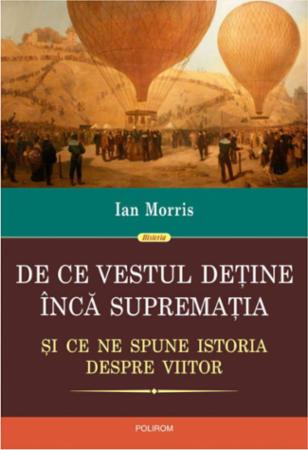 Ian Morris
Historia
DE CE VESTUL DEȚINE
ÎNCĂ SUPREMAȚIA
ȘI CE NE SPUNE ISTORIA
DESPRE VIITOR
POLIROM